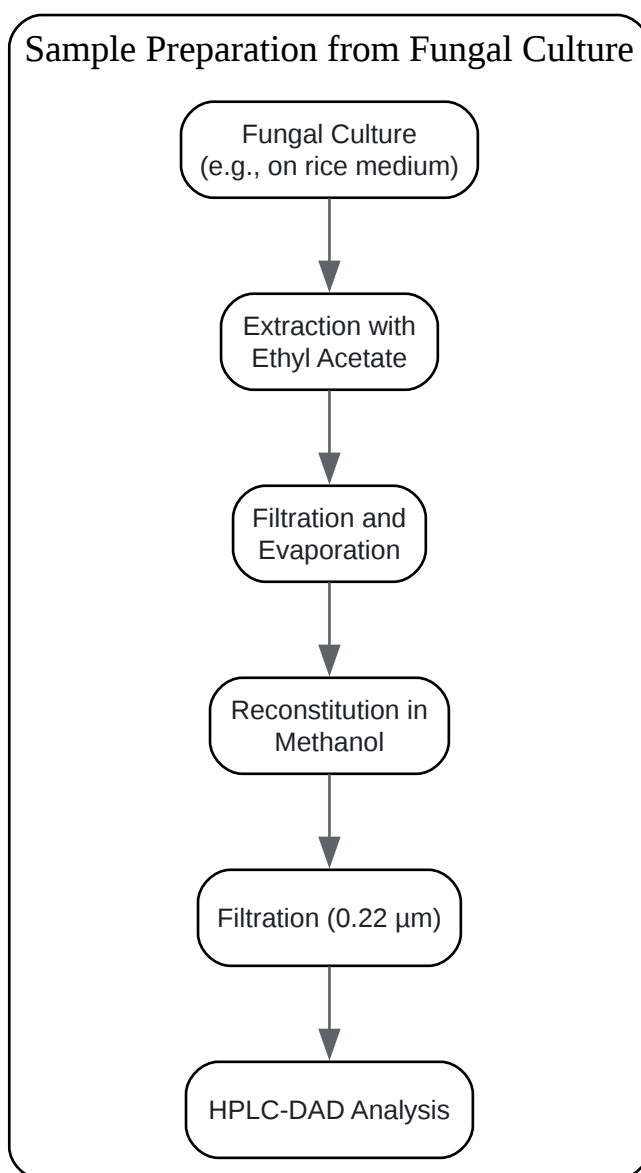 Sample Preparation from Fungal Culture
Fungal Culture
(e.g., on rice medium)
Extraction with
Ethyl Acetate
Filtration and
Evaporation
Reconstitution in
Methanol
Filtration (0.22 µm)
HPLC-DAD Analysis